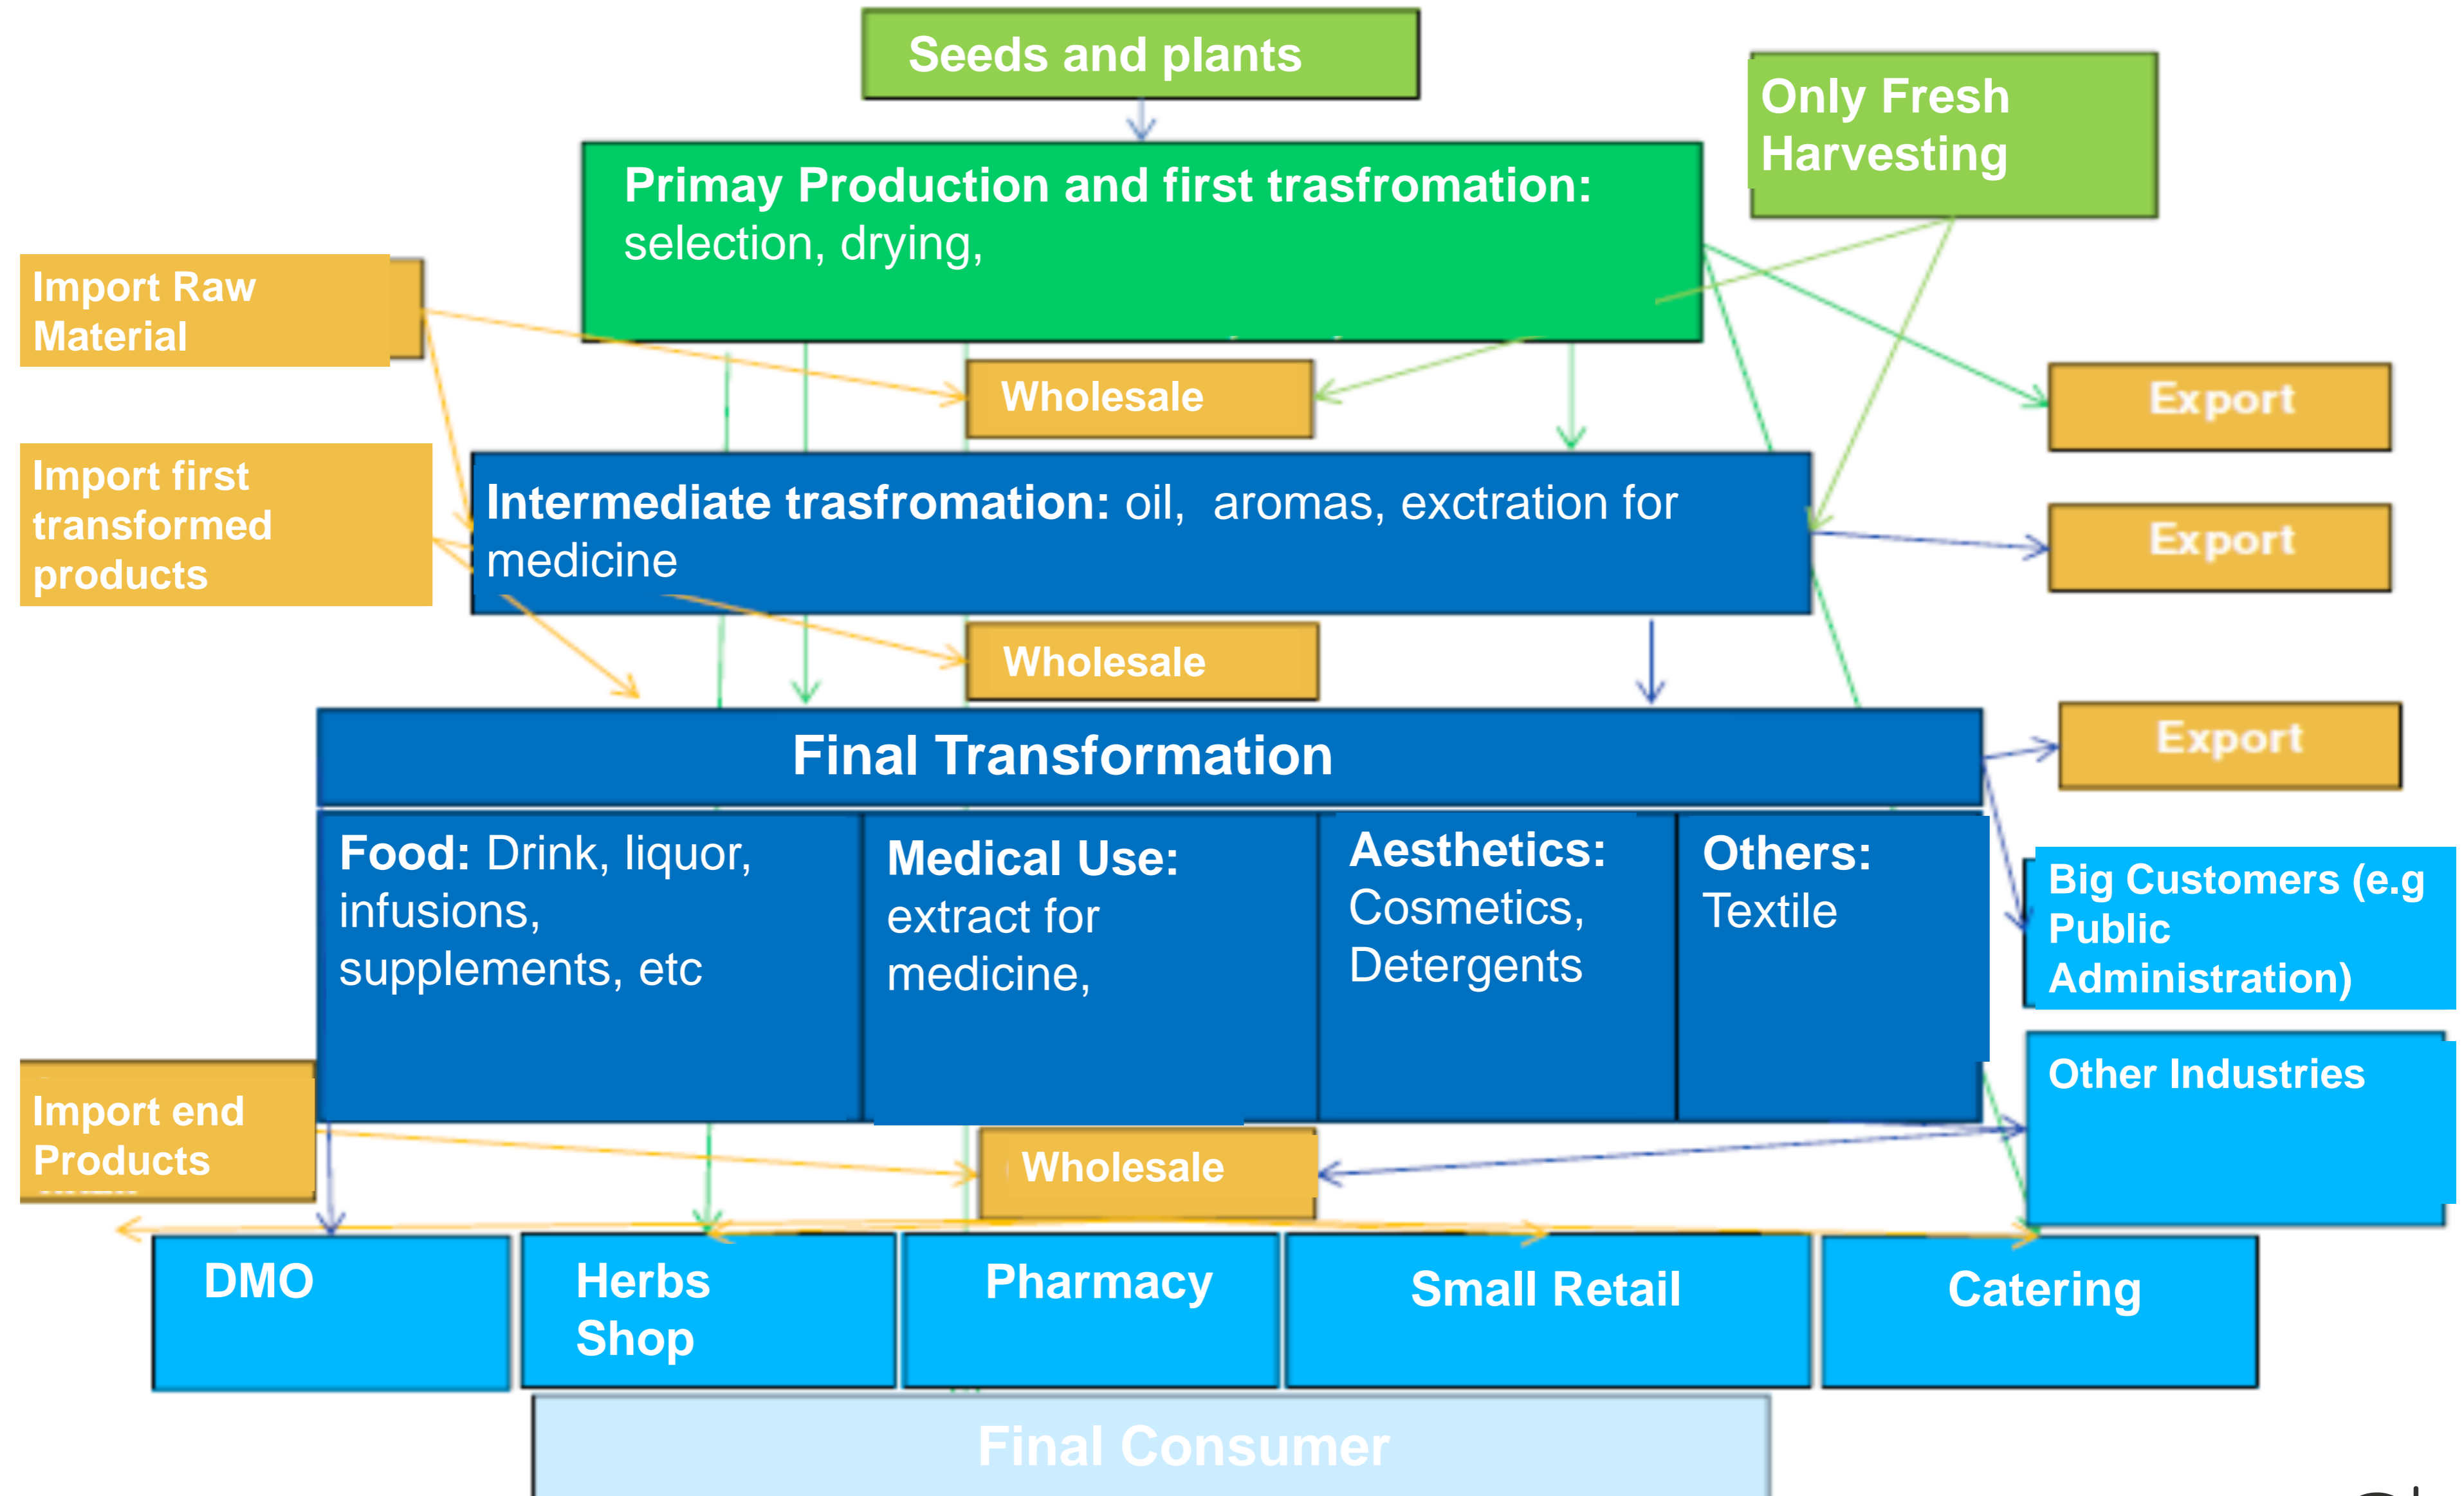 Seeds and plants
Only Fresh
Harvesting
Primay Production and first trasfromation:
selection, drying,
Import Raw
Material
Wholesale
Export
Import first
transformed
products
Intermediate trasfromation: oil, aromas, exctration for
medicine
Export
Wholesale
Final Transformation
Export
Food: Drink, liquor,
infusions,
supplements, etc
Medical Use:
extract for
medicine,
Aesthetics:
Cosmetics,
Detergents
Others:
Textile
Big Customers (e.g
Public
Administration)
Other Industries
Import end
Products
Wholesale
DMO
Herbs
Shop
Pharmacy
Small Retail
Catering
Final Consumer